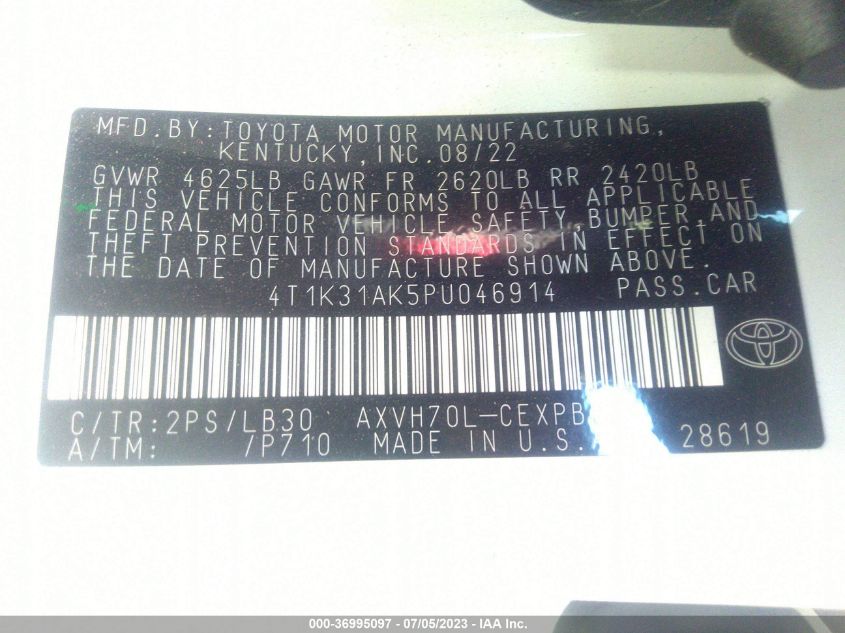 MFD.BY:TOYOTA MOTOR MANUFACTURING,
KENTUCKY,INC.08/22
GVWR 4625LB GAWR FR 2620LB RR 2420LB
THIS VEHICLE CONFORMS TO ALL APPLICABLE
FEDERAL MOTOR VEHICLE SAFETY,BUMPER,AND
THEFT PREVENTION STANDARDS IN EFFECT ON
THE DATE OF MANUFACTURE SHOWN ABOVE.
4T1K31AK5PU046914 PASS.CAR
C/TR:2PS/LB30 AXVH70L-CEXPB
A/TM: /P710 MADE IN U.S. 28619
000-36995097 - 07/05/2023 - IAA Inc.